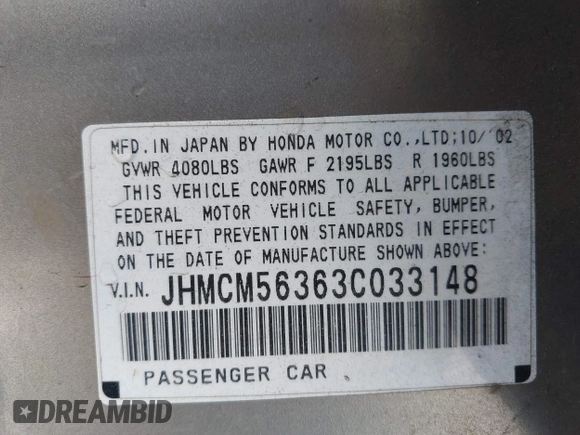 MFD. IN JAPAN BY HONDA MOTOR CO.,LTD;10/'02
GVWR 4080LBS GAWR F 2195LBS R 1960LBS
THIS VEHICLE CONFORMS TO ALL APPLICABLE
FEDERAL MOTOR VEHICLE SAFETY, BUMPER,
AND THEFT PREVENTION STANDARDS IN EFFECT
ON THE DATE OF MANUFACTURE SHOWN ABOVE:
V.I.N. JHMCM56363C033148
PASSENGER CAR
DREAMBID